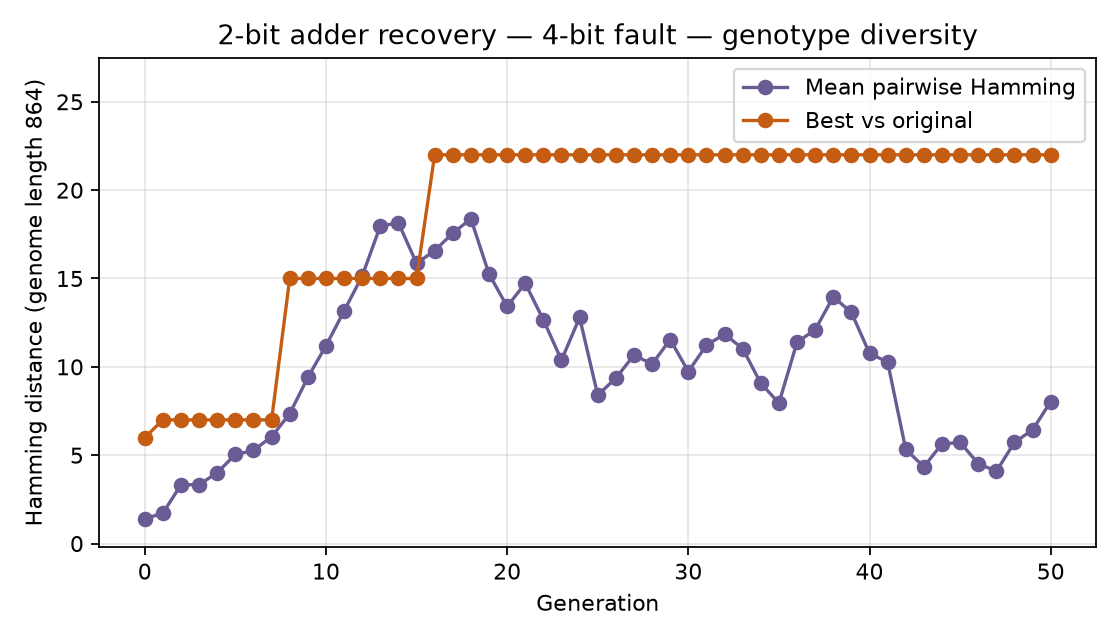 2-bit adder recovery — 4-bit fault — genotype diversity
Hamming distance (genome length 864)
25
20
15
10
5
0
Mean pairwise Hamming
Best vs original
0 10 20 30 40 50
Generation